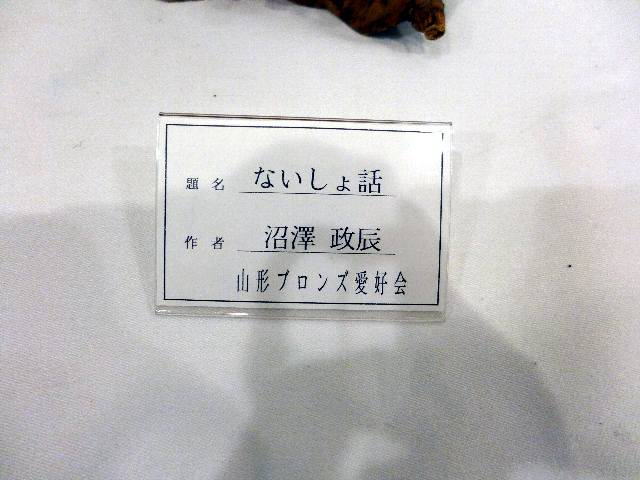 題名 ないしょ話
作者 沼澤 政辰
山形ブロンズ愛好会